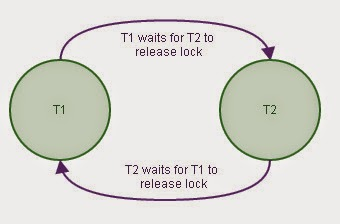 T1 waits for T2 to
release lock
T1
T2
T2 waits for T1 to
release lock